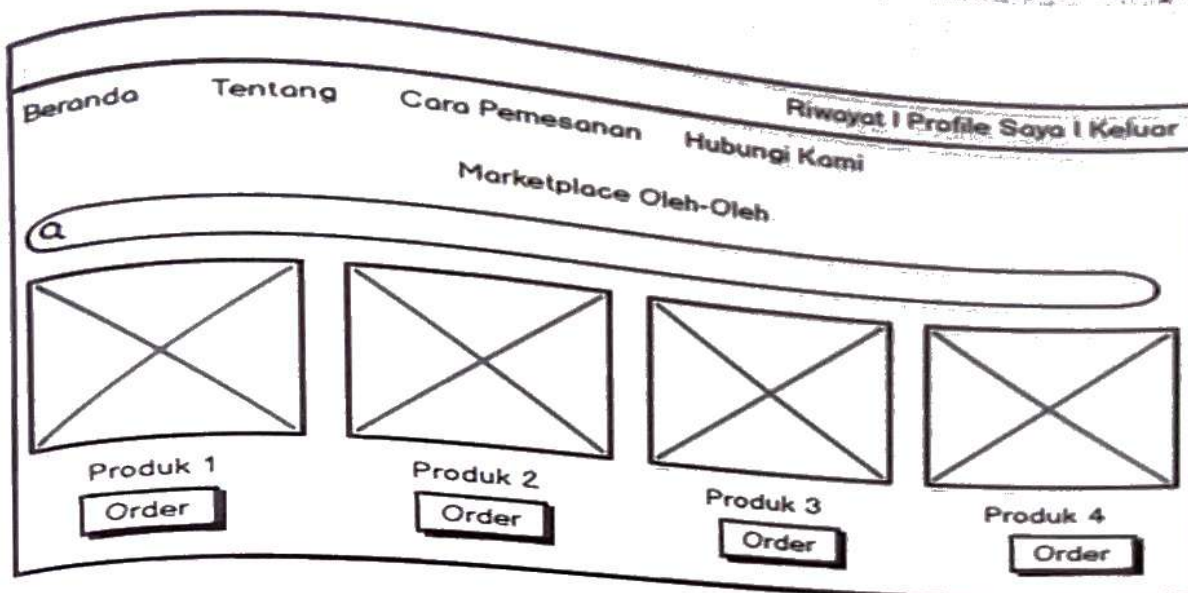 Riwayat | Profile Saya | Keluar
Beranda Tentang Cara Pemesanan Hubungi Kami
Marketplace Oleh-Oleh
Produk 1 Produk 2 Produk 3 Produk 4
Order Order Order Order